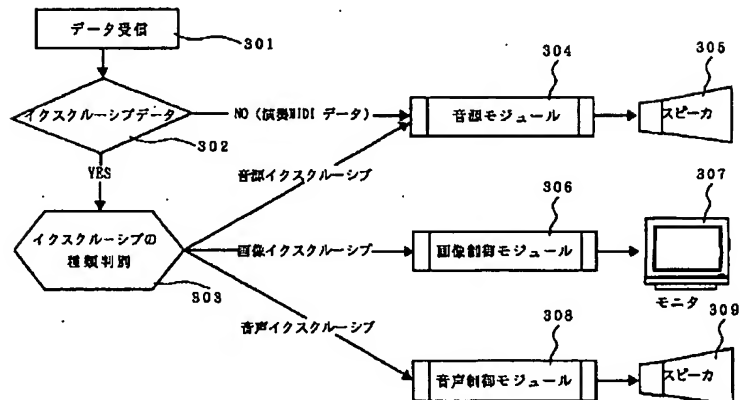 データ受信
301
304
305
イクスクルーシブデータ
NO (演奏MIDI データ)
音源モジュール
スピーカ
302
YES
音源イクスクルーシブ
306
307
イクスクルーシブの
種類判別
画像イクスクルーシブ
画像制御モジュール
303
モニタ
音声イクスクルーシブ
308
309
音声制御モジュール
スピーカ